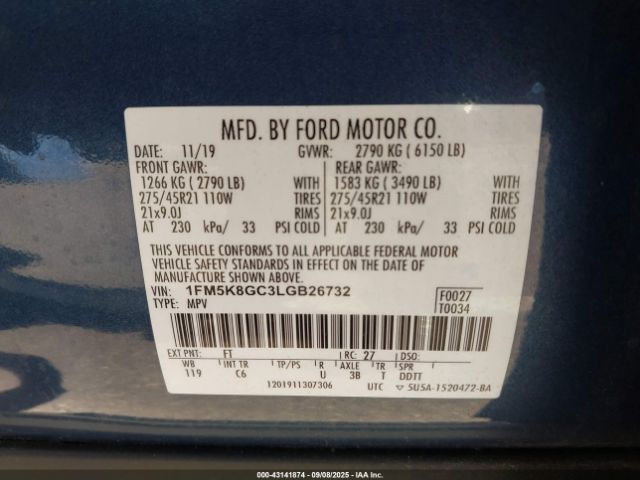 MFD. BY FORD MOTOR CO.
DATE: 11/19 GVWR: 2790 KG ( 6150 LB)
FRONT GAWR: REAR GAWR:
1266 KG ( 2790 LB) WITH 1583 KG ( 3490 LB) WITH
275/45R21 110W TIRES 275/45R21 110W TIRES
21x9.0J RIMS 21x9.0J RIMS
AT 230 kPa/ 33 PSI COLD AT 230 kPa/ 33 PSI COLD
THIS VEHICLE CONFORMS TO ALL APPLICABLE FEDERAL MOTOR
VEHICLE SAFETY STANDARDS IN EFFECT ON THE DATE OF
MANUFACTURE SHOWN ABOVE.
VIN: 1FM5K8GC3LGB26732 F0027
TYPE: MPV T0034
EXT PNT: FT RC: 27 DSO:
WB INT TR TP/PS R AXLE TR SPR
119 C6 U 3B T DDTT
1201911307306 UTC ▽ 5U5A-1520472-BA
000-43141874 | 09/08/2025 | IAAI.COM